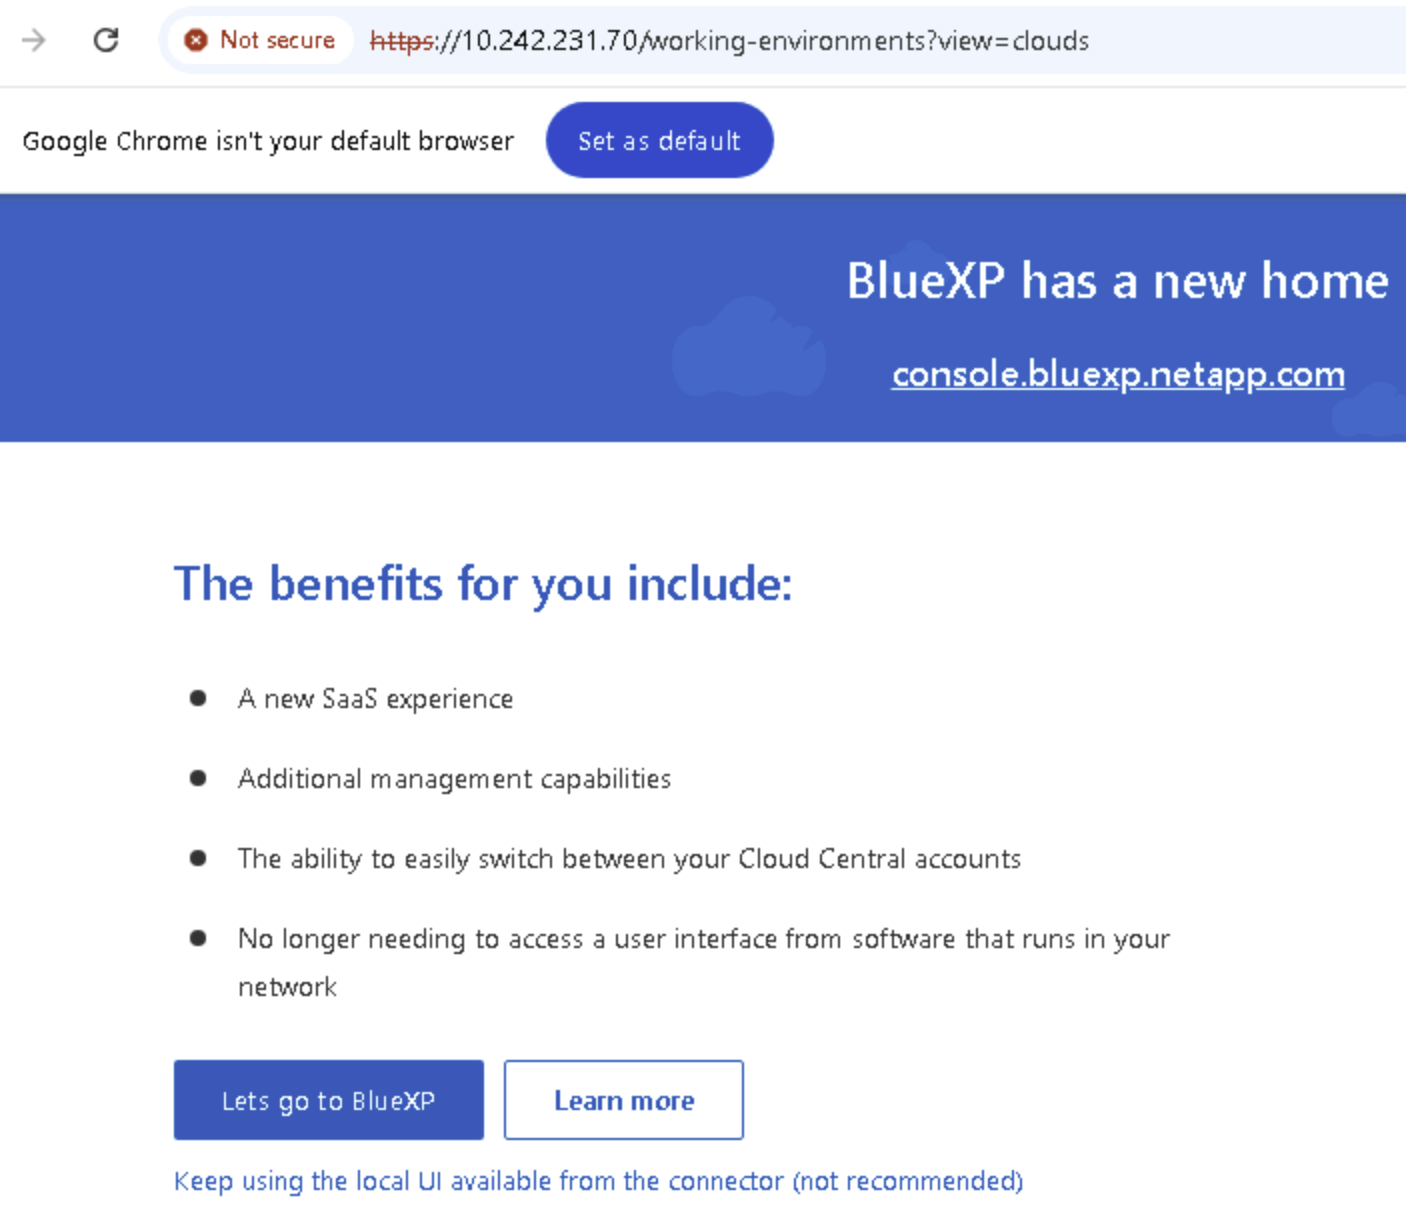 Not secure https://10.242.231.70/working-environments?view=clouds
Google Chrome isn't your default browser Set as default
BlueXP has a new home
console.bluexp.netapp.com
The benefits for you include:
A new SaaS experience
Additional management capabilities
The ability to easily switch between your Cloud Central accounts
No longer needing to access a user interface from software that runs in your
network
Lets go to BlueXP Learn more
Keep using the local UI available from the connector (not recommended)